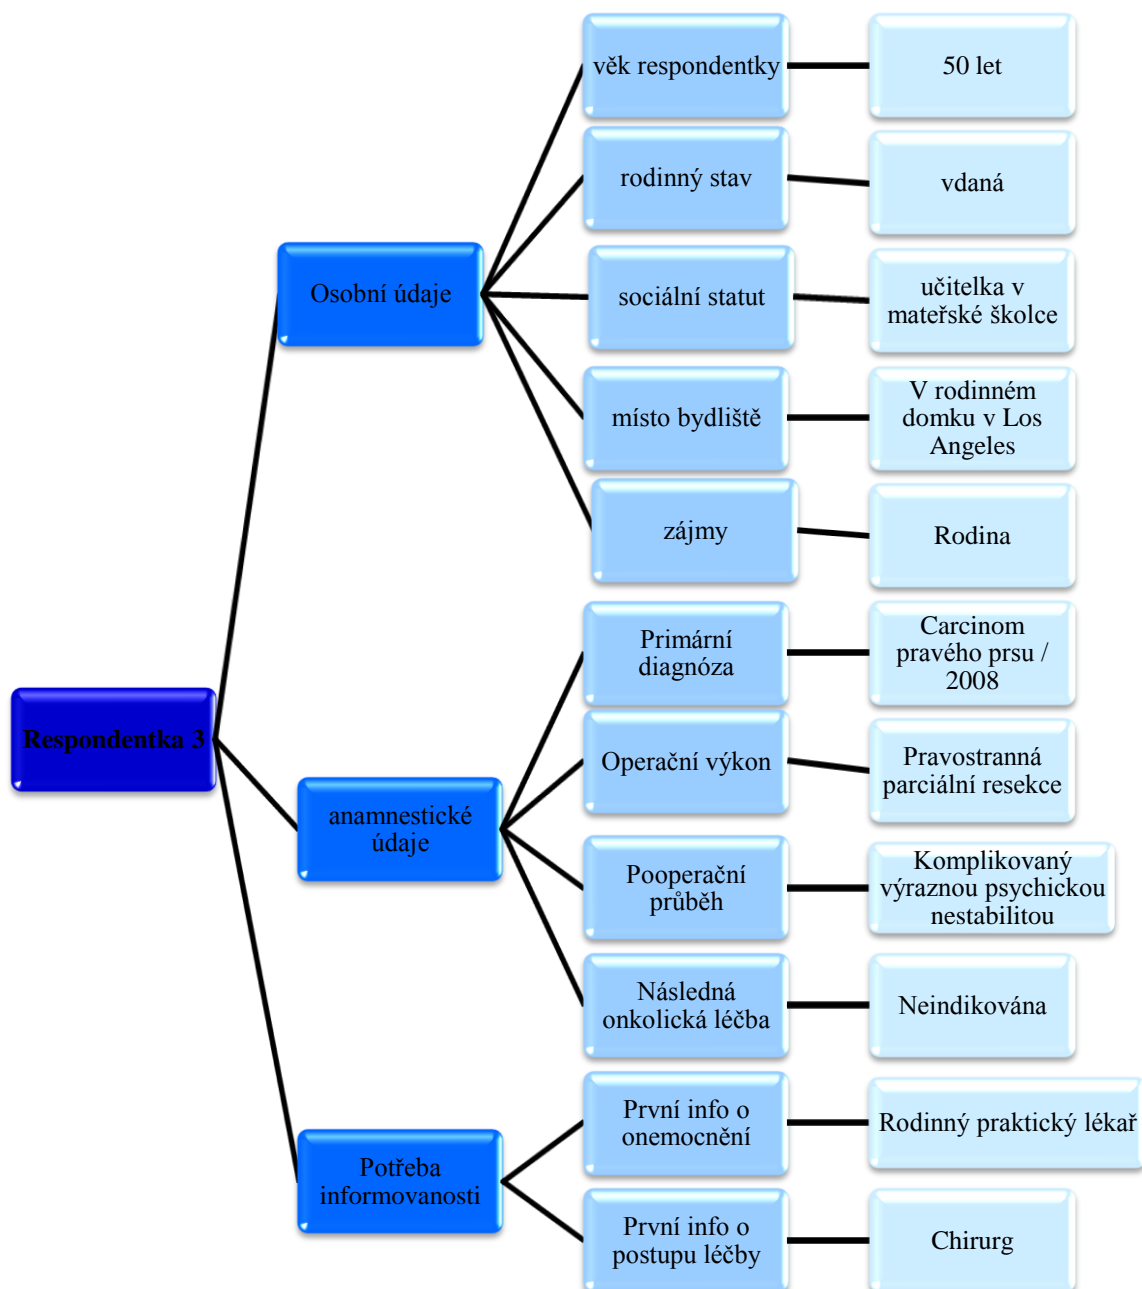 věk respondentky
50 let
rodinný stav
vdaná
Osobní údaje
sociální statut
učitelka v
mateřské školce
místo bydliště
V rodinném
domku v Los
Angeles
zájmy
Rodina
Primární
diagnóza
Carcinom
pravého prsu /
2008
Respondentka 3
Operační výkon
Pravostranná
parciální resekce
anamnestické
údaje
Pooperační
průběh
Komplikovaný
výraznou psychickou
nestabilitou
Následná
onkolická léčba
Neindikována
První info o
onemocnění
Rodinný praktický lékař
Potřeba
informovanosti
První info o
postupu léčby
Chirurg